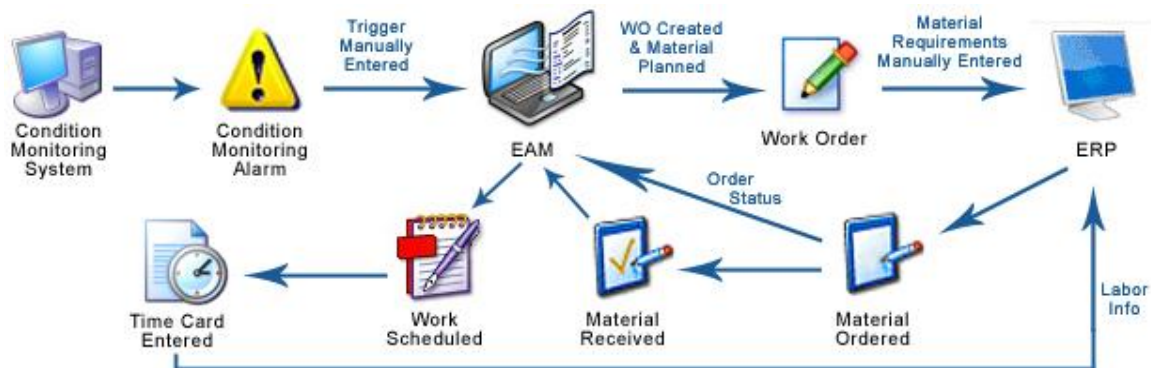 Trigger
Manually
Entered
WO Created
& Material
Planned
Material
Requirements
Manually Entered
Condition
Monitoring
System
Condition
Monitoring
Alarm
EAM
Work Order
ERP
Order
Status
Labor
Info
Time Card
Entered
Work
Scheduled
Material
Received
Material
Ordered